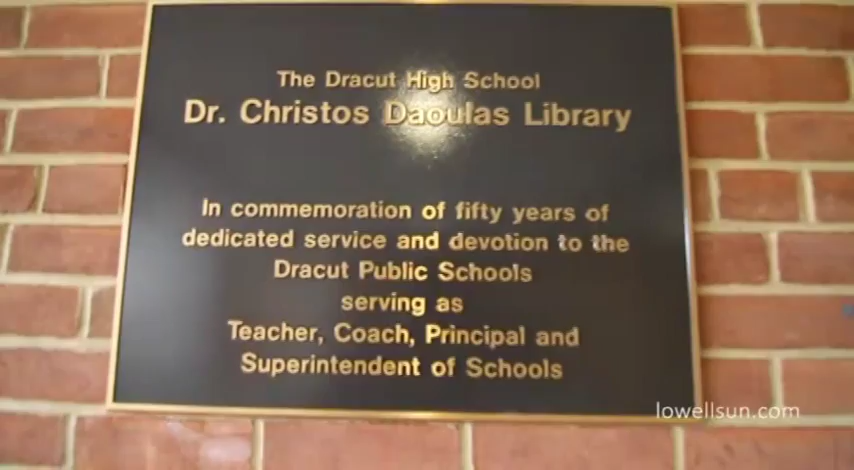 The Dracut High School
Dr. Christos Daoulas Library
In commemoration of fifty years of
dedicated service and devotion to the
Dracut Public Schools
serving as
Teacher, Coach, Principal and
Superintendent of Schools
lowellsun.com